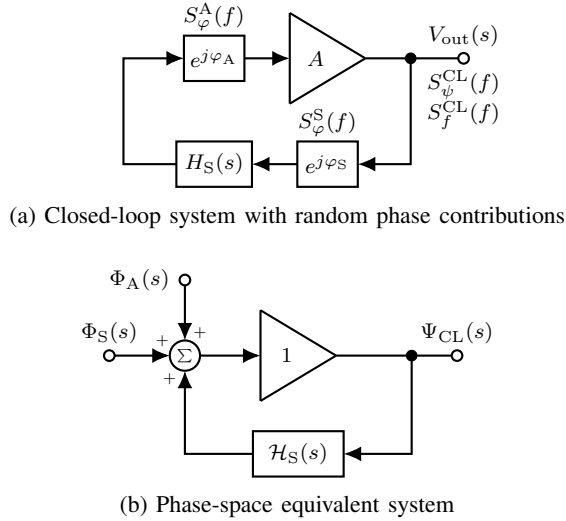 S_φ^A(f)
e^{jφ_A}
A
V_out(s)
S_ψ^CL(f)
S_f^CL(f)
S_φ^S(f)
H_S(s)
e^{jφ_S}
(a) Closed-loop system with random phase contributions
Φ_A(s)
Φ_S(s)
+
+
Σ
+
1
Ψ_CL(s)
ℋ_S(s)
(b) Phase-space equivalent system